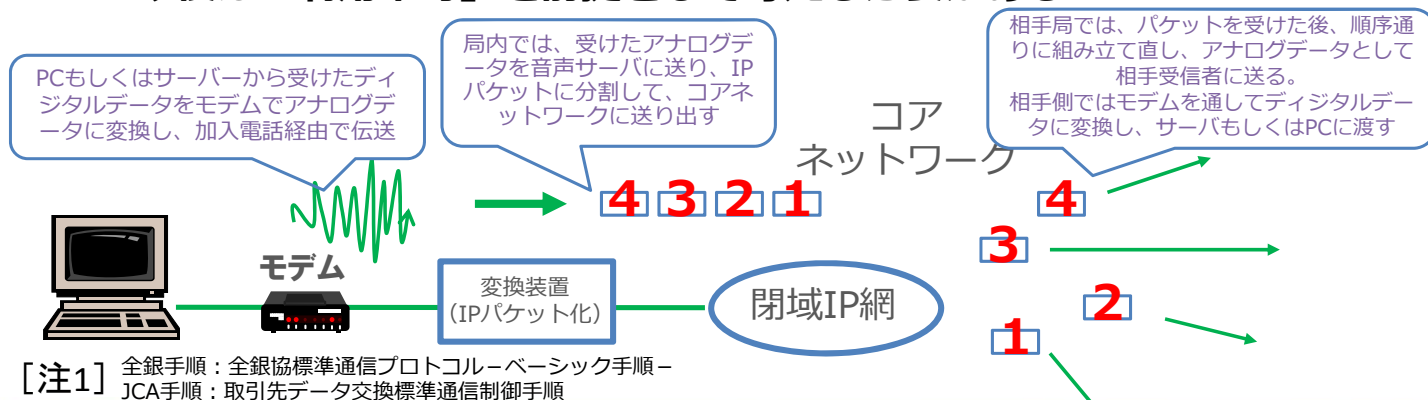 PCもしくはサーバーから受けたディ
ジタルデータをモデムでアナログデ
ータに変換し、加入電話経由で伝送
局内では、受けたアナログデ
ータを音声サーバに送り、IP
パケットに分割して、コアネ
ットワークに送り出す
コア
ネットワーク
相手局では、パケットを受けた後、順序通
りに組み立て直し、アナログデータとして
相手受信者に送る。
相手側ではモデムを通してディジタルデー
タに変換し、サーバもしくはPCに渡す
4 3 2 1
4
3
2
1
モデム
変換装置
（IPパケット化）
閉域IP網
［注1］
全銀手順：全銀協標準通信プロトコル－ベーシック手順－
JCA手順：取引先データ交換標準通信制御手順